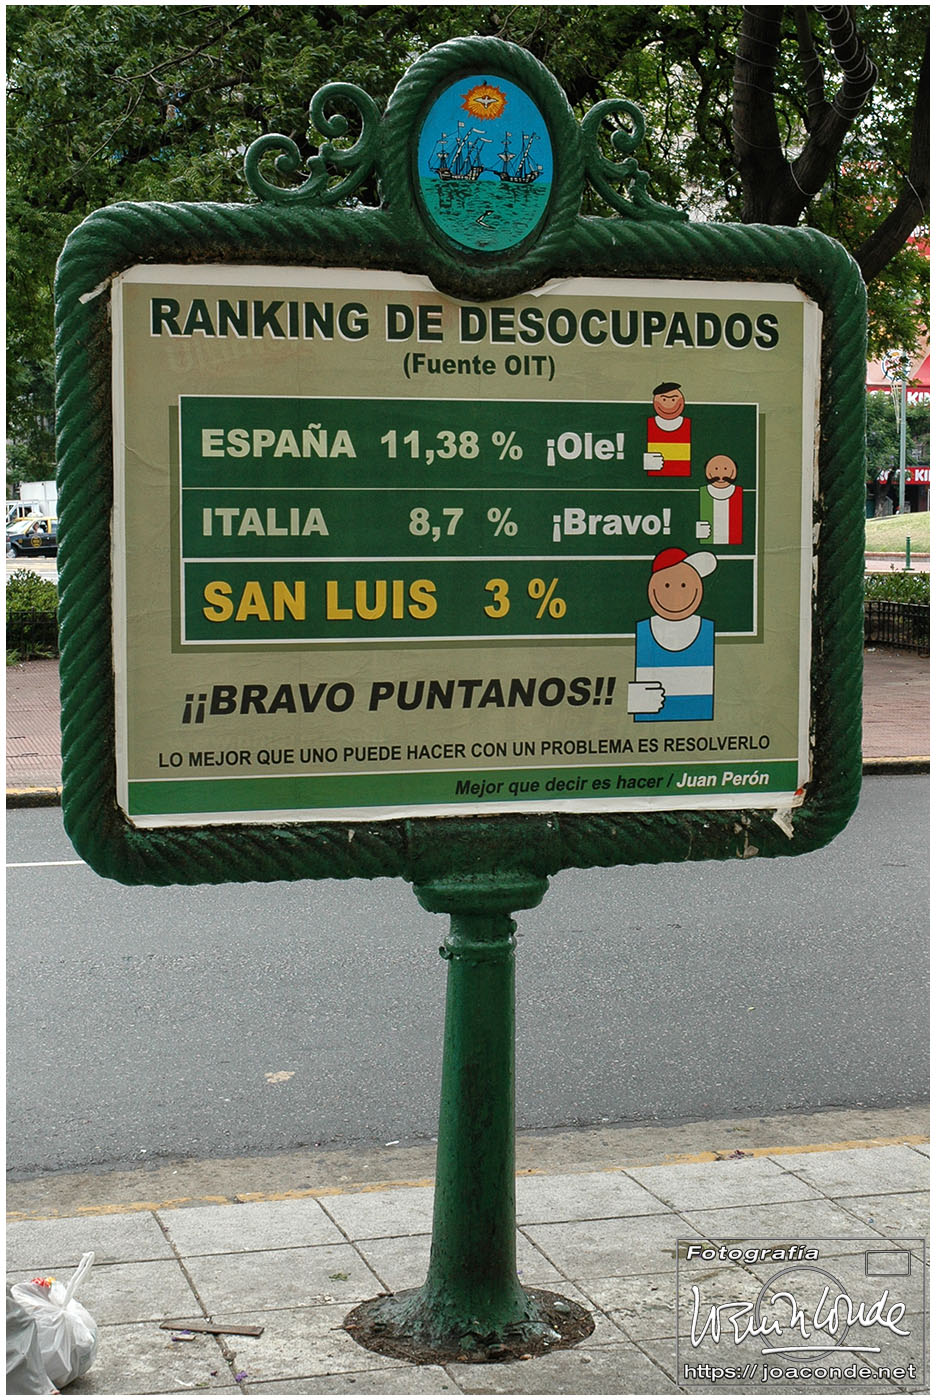 RANKING DE DESOCUPADOS
(Fuente OIT)
ESPAÑA 11,38 % ¡Ole!
ITALIA 8,7 % ¡Bravo!
SAN LUIS 3 %
¡¡BRAVO PUNTANOS!!
LO MEJOR QUE UNO PUEDE HACER CON UN PROBLEMA ES RESOLVERLO
Mejor que decir es hacer / Juan Perón
Fotografía
https://joaconde.net